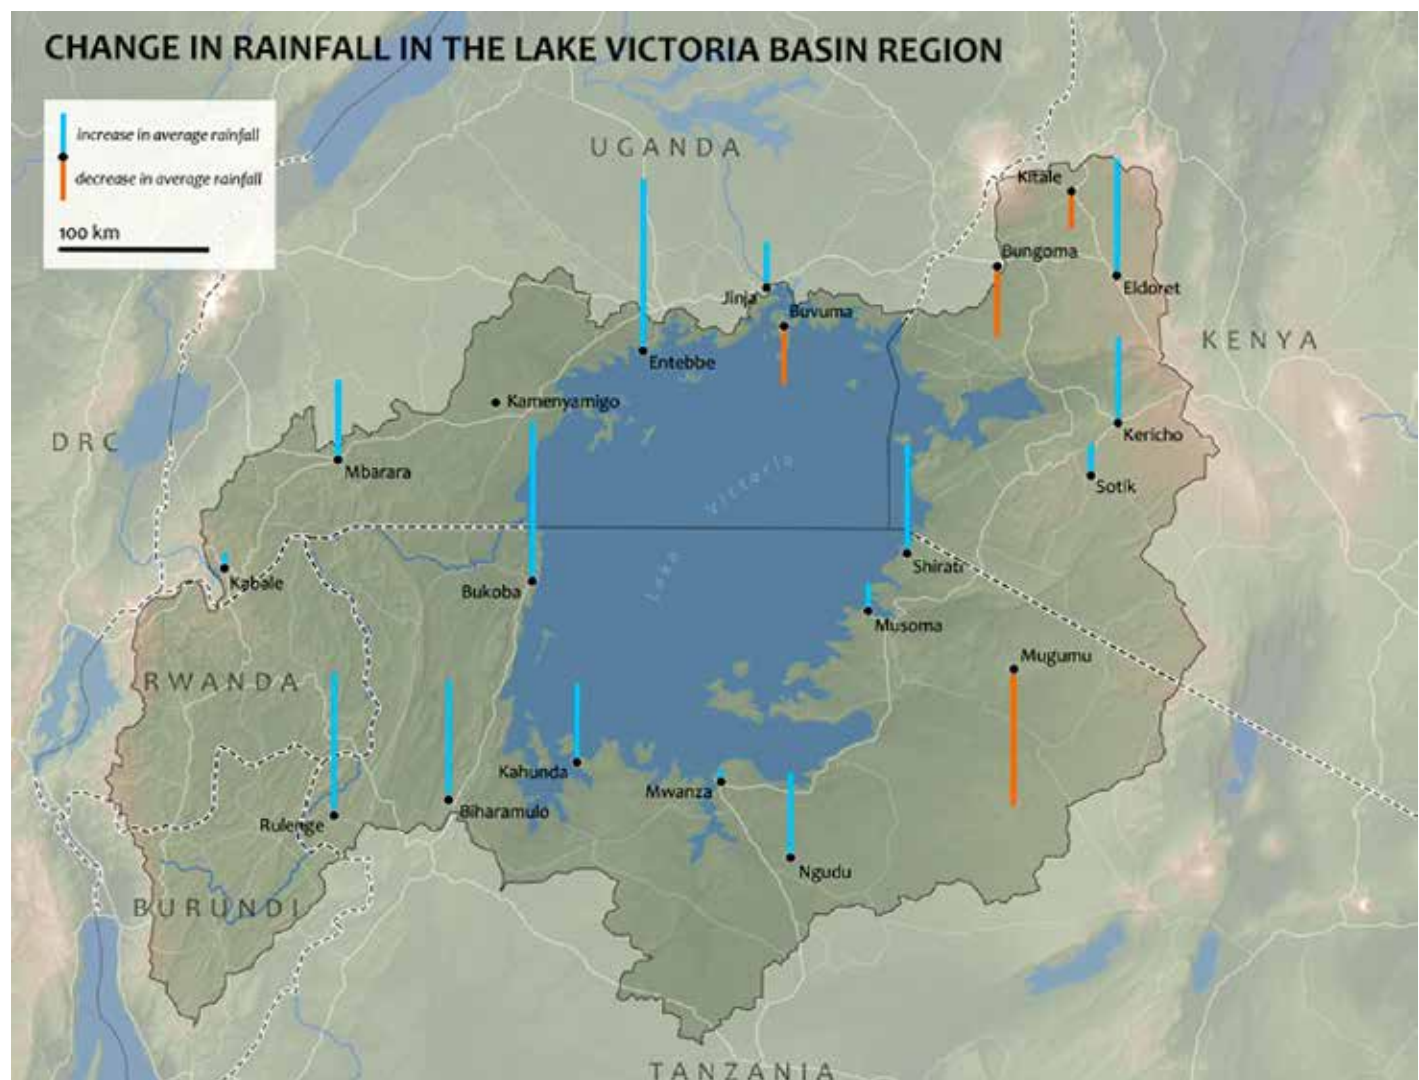 CHANGE IN RAINFALL IN THE LAKE VICTORIA BASIN REGION
increase in average rainfall
decrease in average rainfall
100 km
UGANDA
Kitale
Bungoma
Eldoret
Jinja
Buvuma
KENYA
Entebbe
Kamenyamigo
DRC
Kericho
Mbarara
Lake Victoria
Sotik
Shirati
Kabale
Bukoba
Musoma
Mugumu
RWANDA
Kahunda
Mwanza
Biharamulo
Rulenge
Ngudu
BURUNDI
TANZANIA